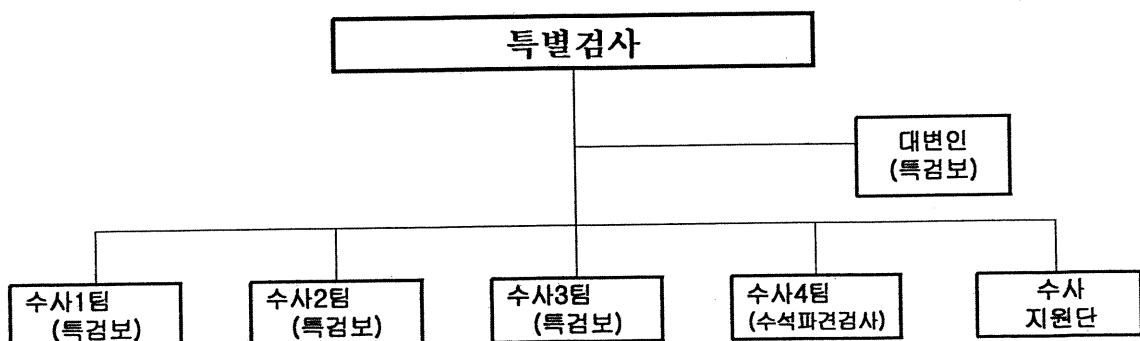 특별검사
대변인
(특검보)
수사1팀
(특검보)
수사2팀
(특검보)
수사3팀
(특검보)
수사4팀
(수석파견검사)
수사
지원단